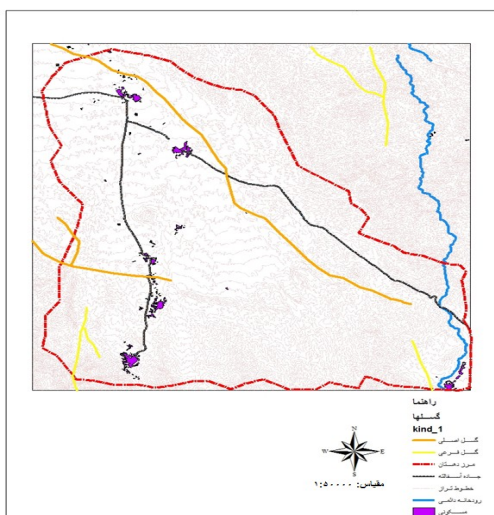 راهنما
گسلها
kind_1
گسل اصلی
گسل فرعی
مرز دهستان
جاده آسفالته
خطوط تراز
رودخانه دائمی
مسکونی
N
W E
S
مقیاس: ۱:۵۰۰۰۰